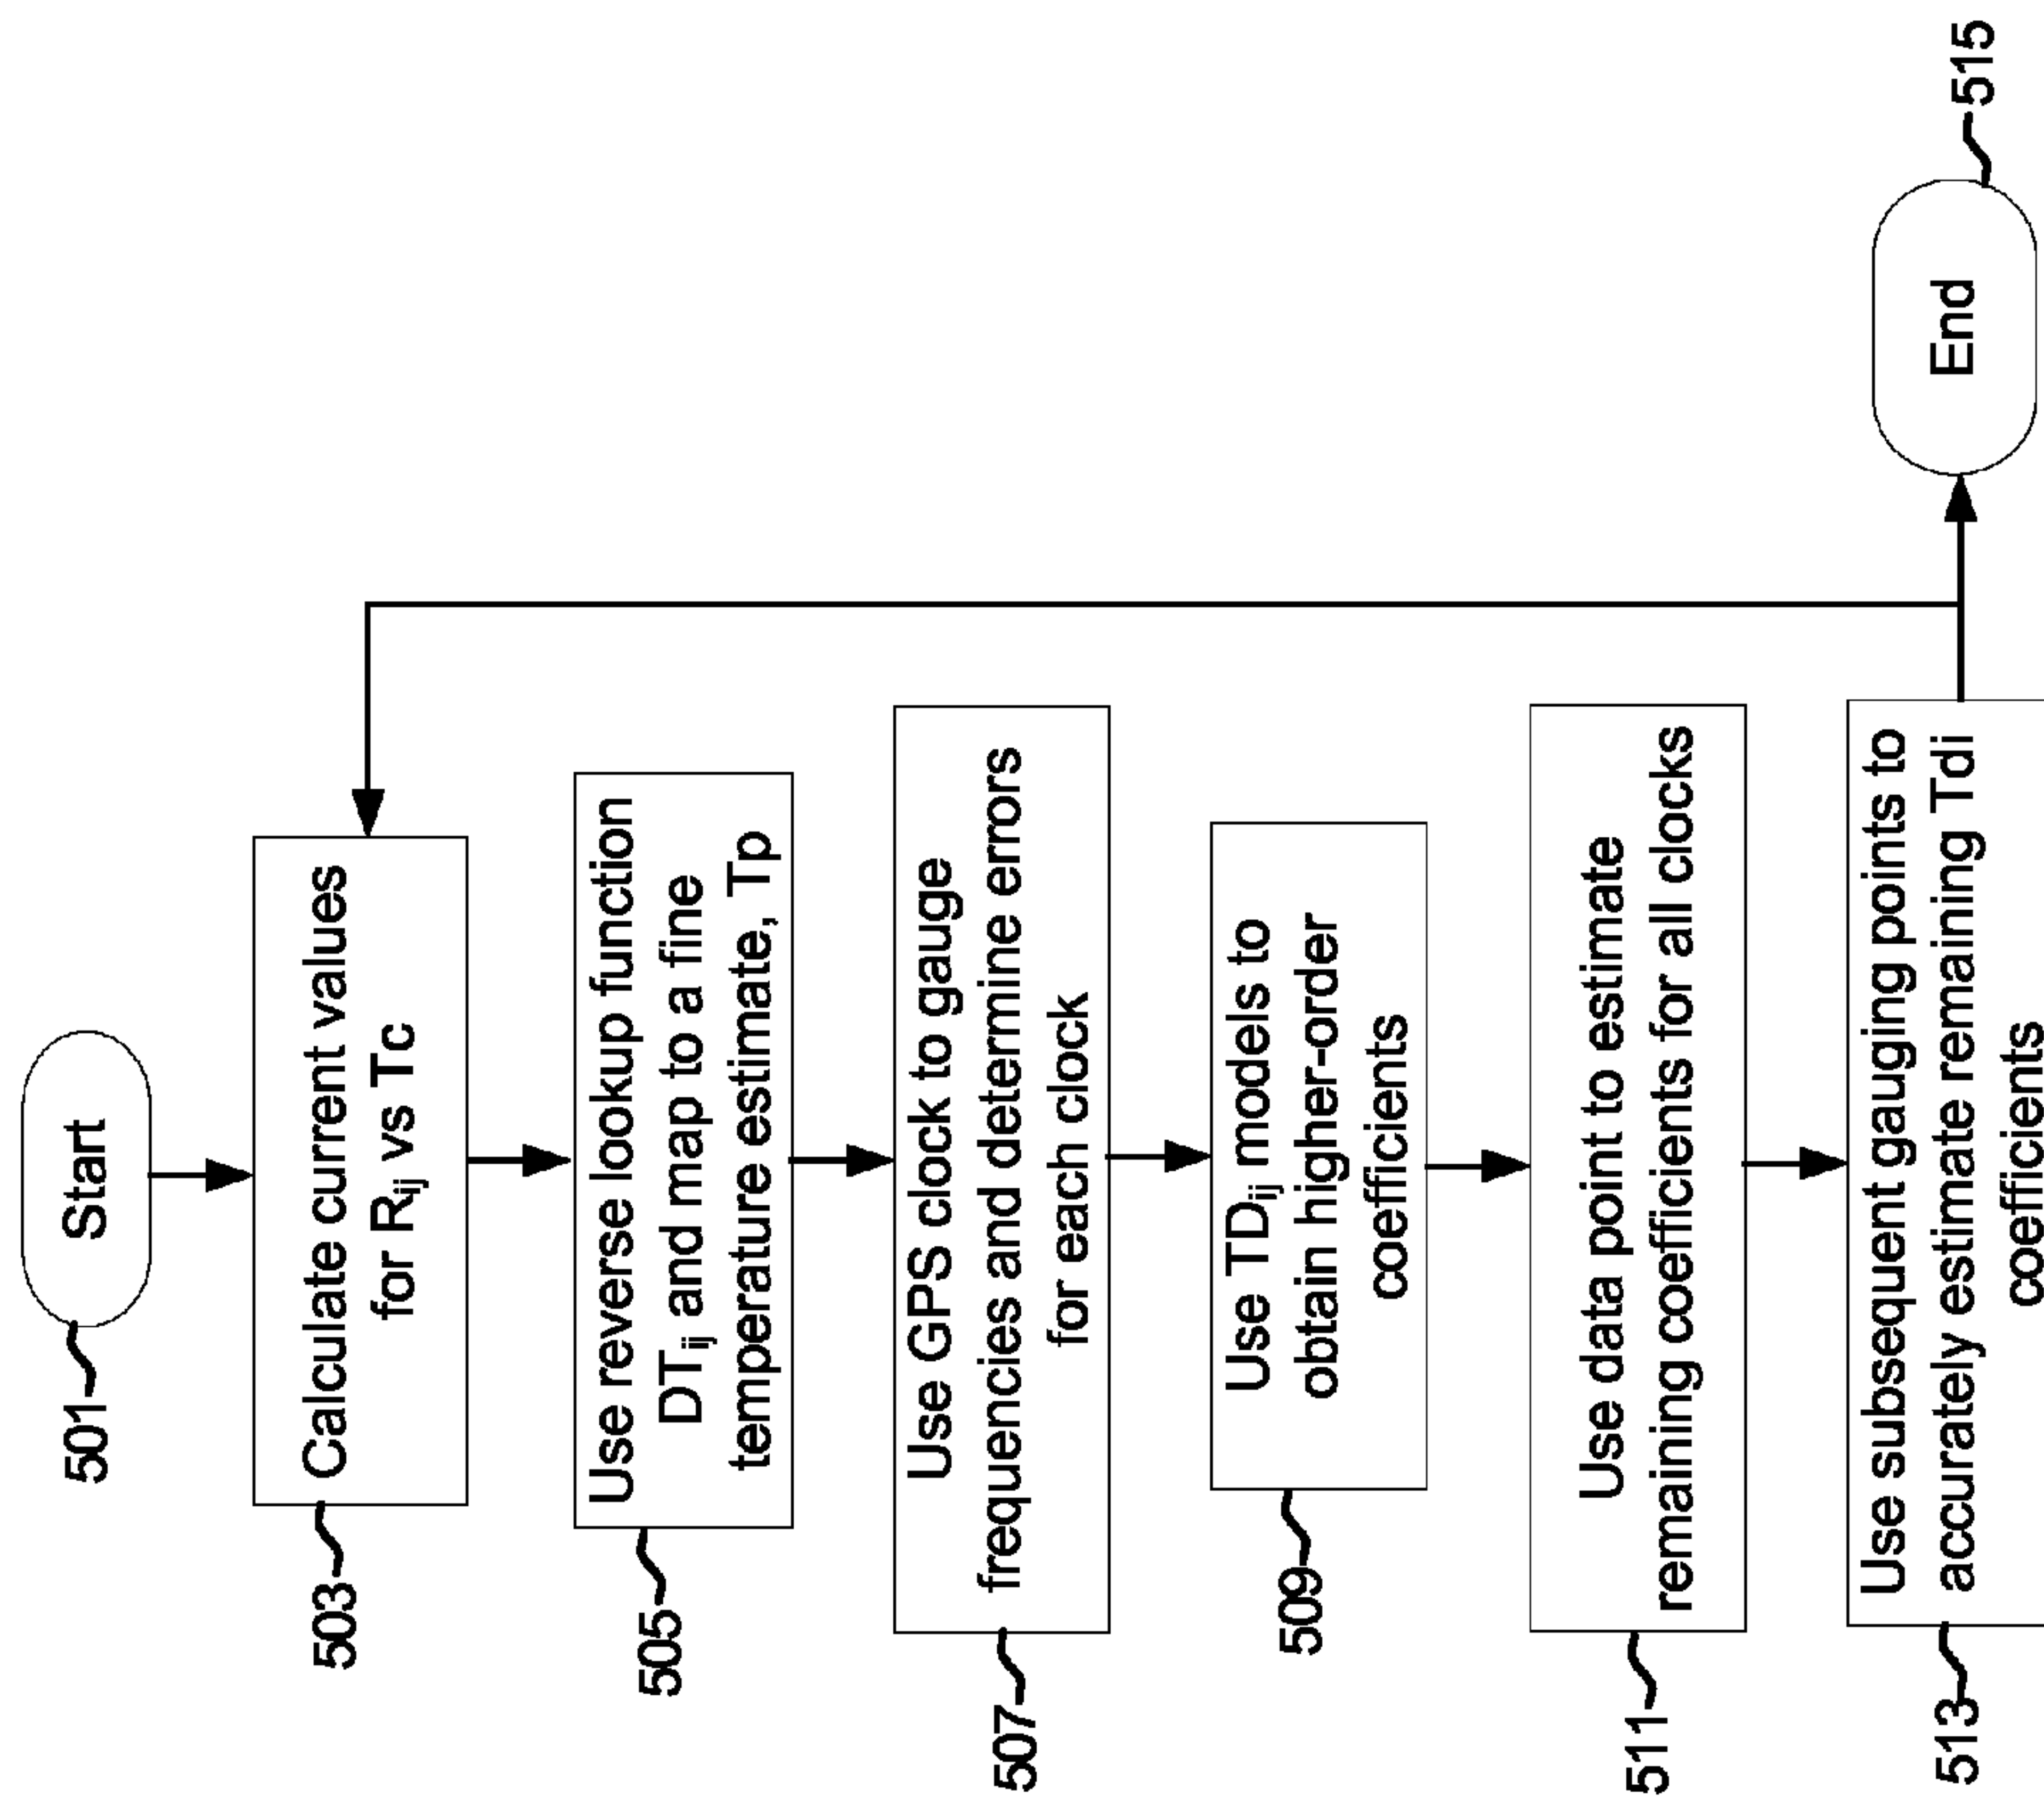 501
Start
503
Calculate current values
for Rij vs Tc
505
Use reverse lookup function
DTij and map to a fine
temperature estimate, Tp
507
Use GPS clock to gauge
frequencies and determine errors
for each clock
509
Use TDij models to
obtain higher-order
coefficients
511
Use data point to estimate
remaining coefficients for all clocks
513
Use subsequent gauging points to
accurately estimate remaining Tdi
coefficients
End
515